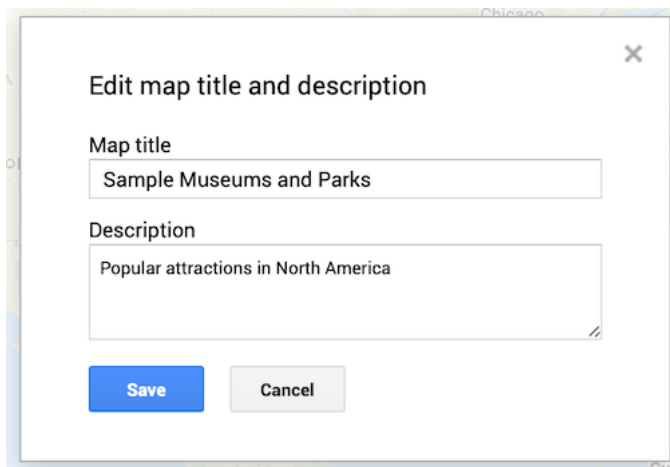 Chicago
Edit map title and description
Map title
Sample Museums and Parks
Description
Popular attractions in North America
Save
Cancel